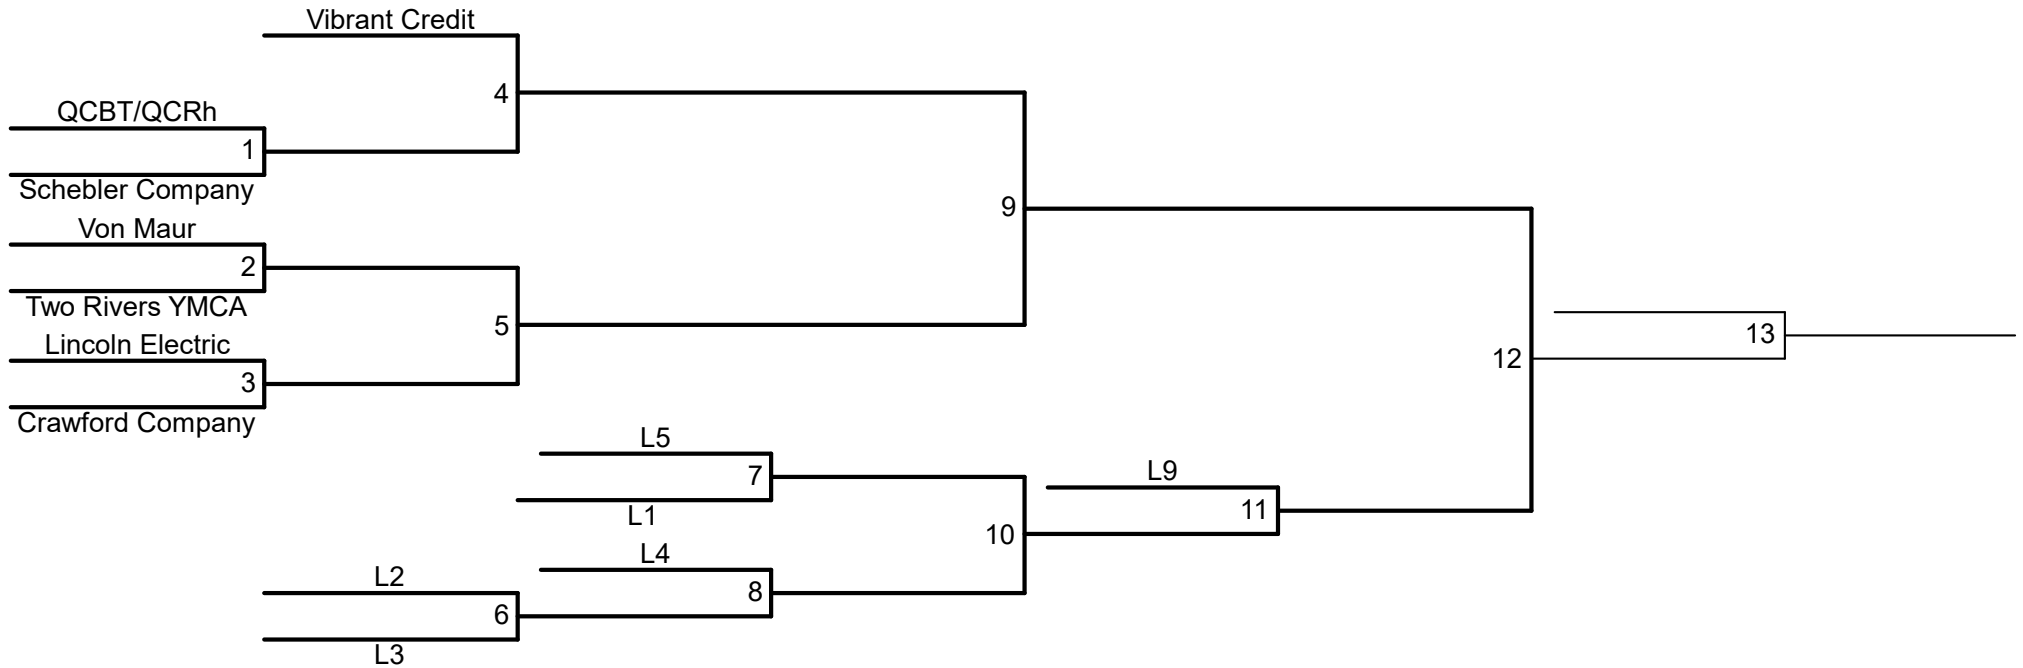 Vibrant Credit
4
QCBT/QCRh
1
Schebler Company
9
Von Maur
2
Two Rivers YMCA
5
13
Lincoln Electric
12
3
Crawford Company
L5
7
L9
L1
11
10
L4
L2
8
6
L3